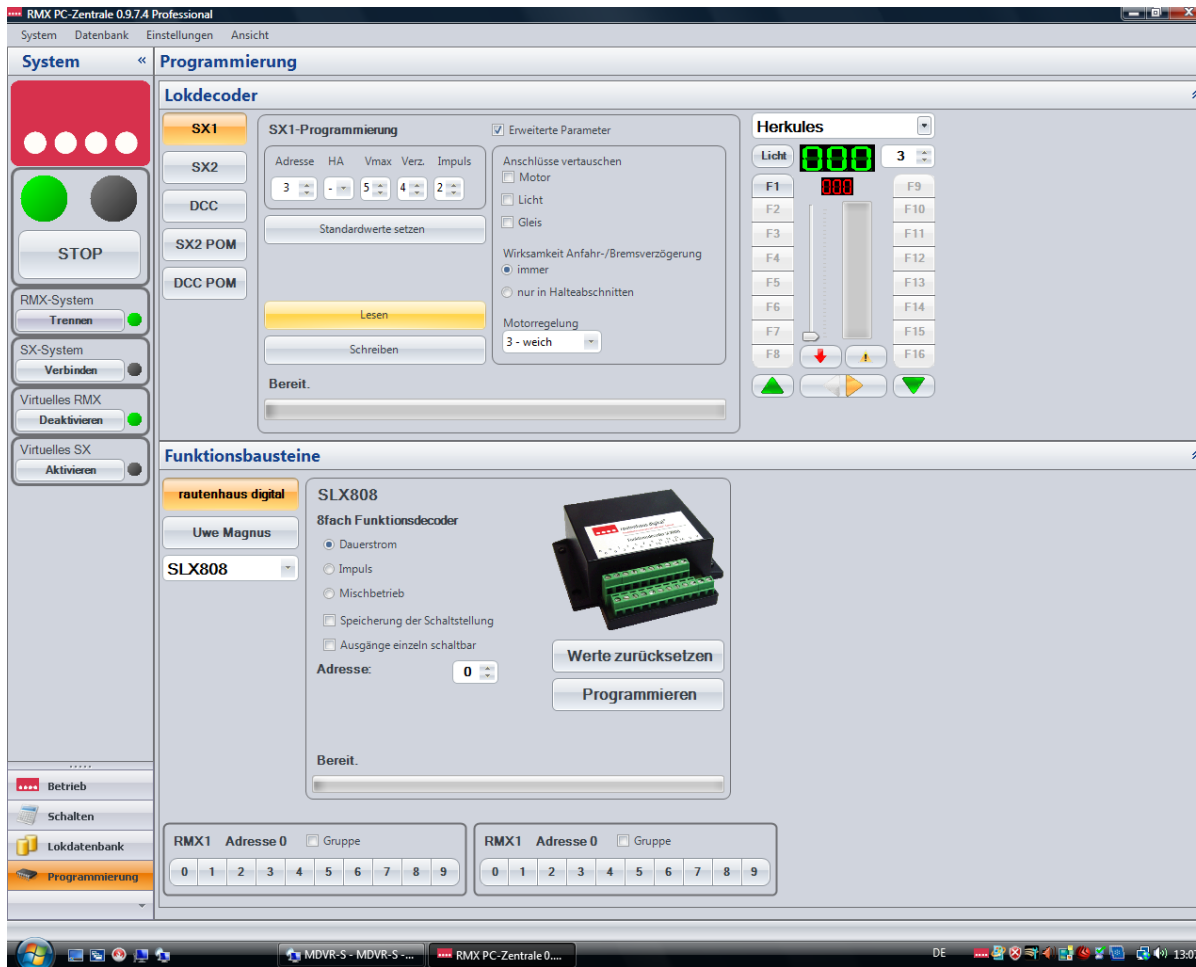 RMX PC-Zentrale 0.9.7.4 Professional
System Datenbank Einstellungen Ansicht
System «
Programmierung
STOP
RMX-System
Trennen
SX-System
Verbinden
Virtuelles RMX
Deaktivieren
Virtuelles SX
Aktivieren
Betrieb
Schalten
Lokdatenbank
Programmierung
Lokdecoder
SX1
SX2
DCC
SX2 POM
DCC POM
SX1-Programmierung
Adresse HA Vmax Verz. Impuls
3 - 5 4 2
Standardwerte setzen
Lesen
Schreiben
Bereit.
Erweiterte Parameter
Anschlüsse vertauschen
Motor
Licht
Gleis
Wirksamkeit Anfahr-/Bremsverzögerung
immer
nur in Halteabschnitten
Motorregelung
3 - weich
Herkules
Licht 888 3
F1 000 F9
F2 F10
F3 F11
F4 F12
F5 F13
F6 F14
F7 F15
F8 F16
Funktionsbausteine
rautenhaus digital
Uwe Magnus
SLX808
SLX808
8fach Funktionsdecoder
Dauerstrom
Impuls
Mischbetrieb
Speicherung der Schaltstellung
Ausgänge einzeln schaltbar
Adresse: 0
rautenhaus digital
Werte zurücksetzen
Programmieren
Bereit.
RMX1 Adresse 0 Gruppe
0 1 2 3 4 5 6 7 8 9
RMX1 Adresse 0 Gruppe
0 1 2 3 4 5 6 7 8 9
MDVR-S - MDVR-S -...
RMX PC-Zentrale 0....
DE
13:07